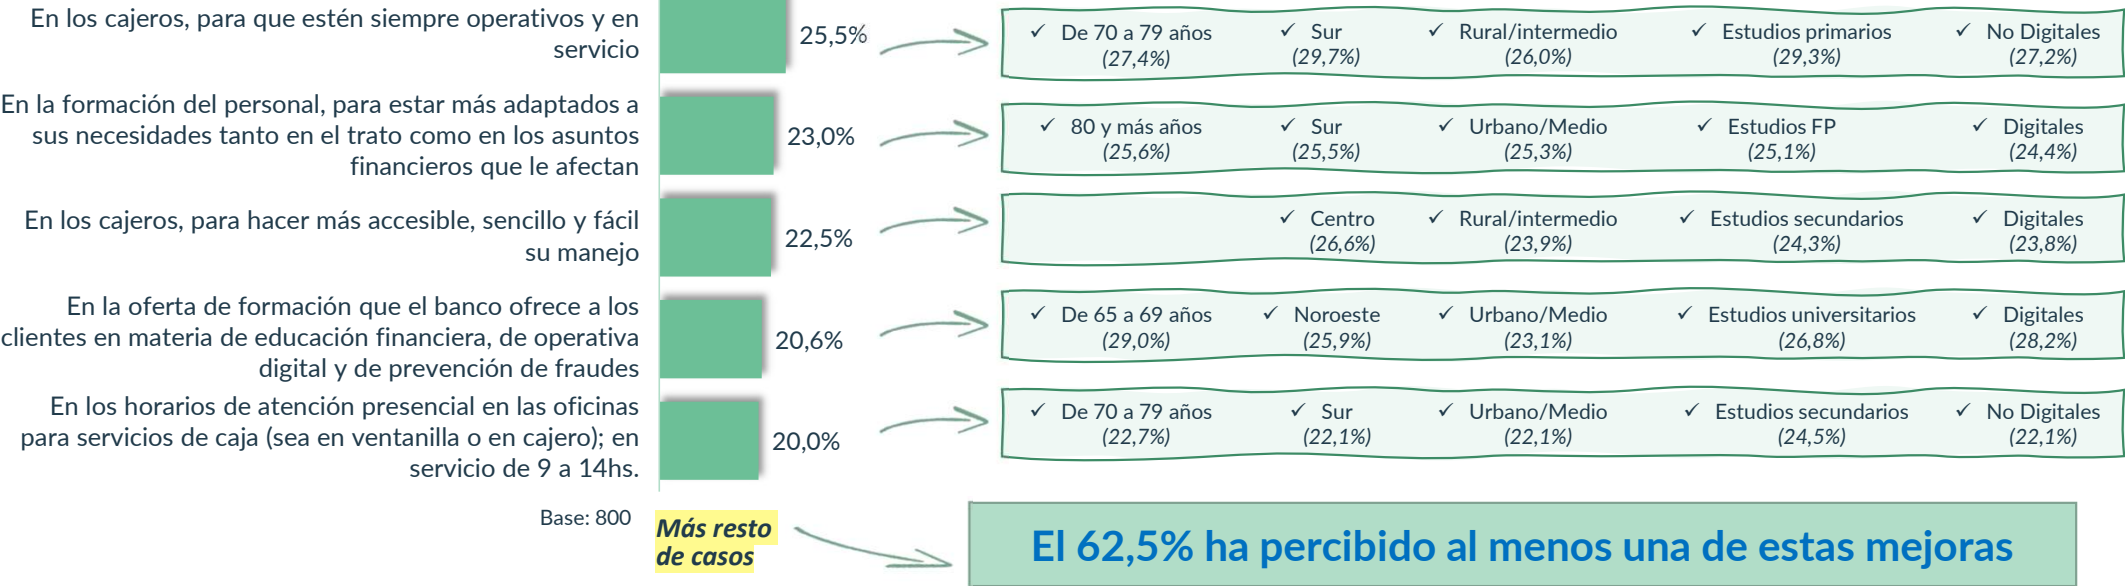 En los cajeros, para que estén siempre operativos y en
servicio
25,5%
✓ De 70 a 79 años
(27,4%)
✓ Sur
(29,7%)
✓ Rural/intermedio
(26,0%)
✓ Estudios primarios
(29,3%)
✓ No Digitales
(27,2%)
En la formación del personal, para estar más adaptados a
sus necesidades tanto en el trato como en los asuntos
financieros que le afectan
23,0%
✓ 80 y más años
(25,6%)
✓ Sur
(25,5%)
✓ Urbano/Medio
(25,3%)
✓ Estudios FP
(25,1%)
✓ Digitales
(24,4%)
En los cajeros, para hacer más accesible, sencillo y fácil
su manejo
22,5%
✓ Centro
(26,6%)
✓ Rural/intermedio
(23,9%)
✓ Estudios secundarios
(24,3%)
✓ Digitales
(23,8%)
En la oferta de formación que el banco ofrece a los
clientes en materia de educación financiera, de operativa
digital y de prevención de fraudes
20,6%
✓ De 65 a 69 años
(29,0%)
✓ Noroeste
(25,9%)
✓ Urbano/Medio
(23,1%)
✓ Estudios universitarios
(26,8%)
✓ Digitales
(28,2%)
En los horarios de atención presencial en las oficinas
para servicios de caja (sea en ventanilla o en cajero); en
servicio de 9 a 14hs.
20,0%
✓ De 70 a 79 años
(22,7%)
✓ Sur
(22,1%)
✓ Urbano/Medio
(22,1%)
✓ Estudios secundarios
(24,5%)
✓ No Digitales
(22,1%)
Base: 800
Más resto
de casos
El 62,5% ha percibido al menos una de estas mejoras